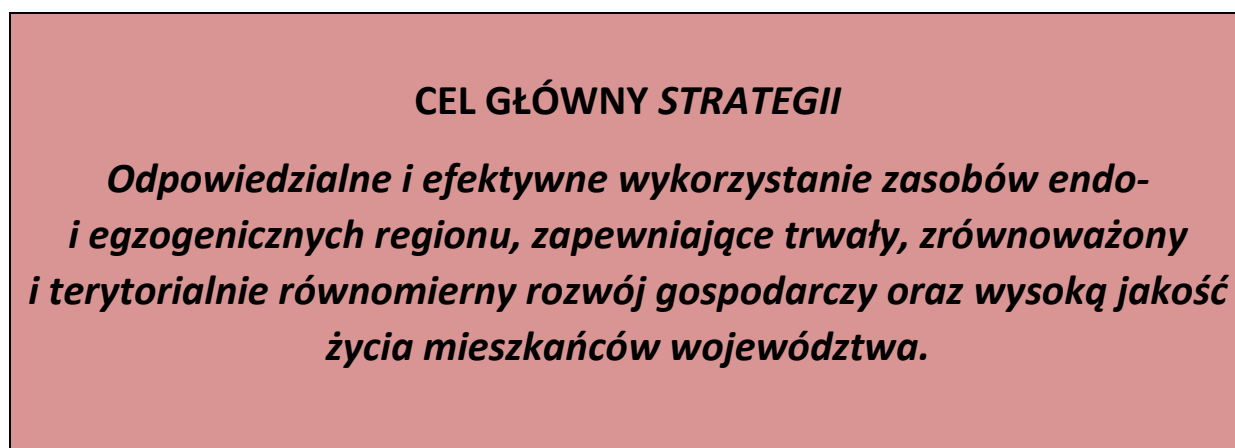 CEL GŁÓWNY STRATEGII
Odpowiedzialne i efektywne wykorzystanie zasobów endo-
i egzogenicznych regionu, zapewniające trwały, zrównoważony
i terytorialnie równomierny rozwój gospodarczy oraz wysoką jakość
życia mieszkańców województwa.